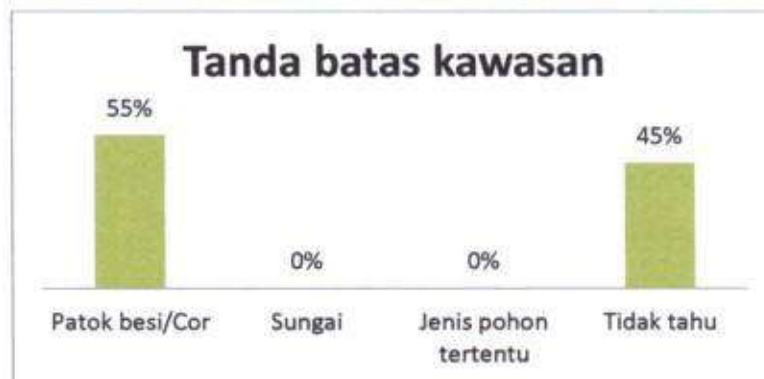 Tanda batas kawasan
55%
0%
0%
45%
Patok besi/Cor
Sungai
Jenis pohon
tertentu
Tidak tahu